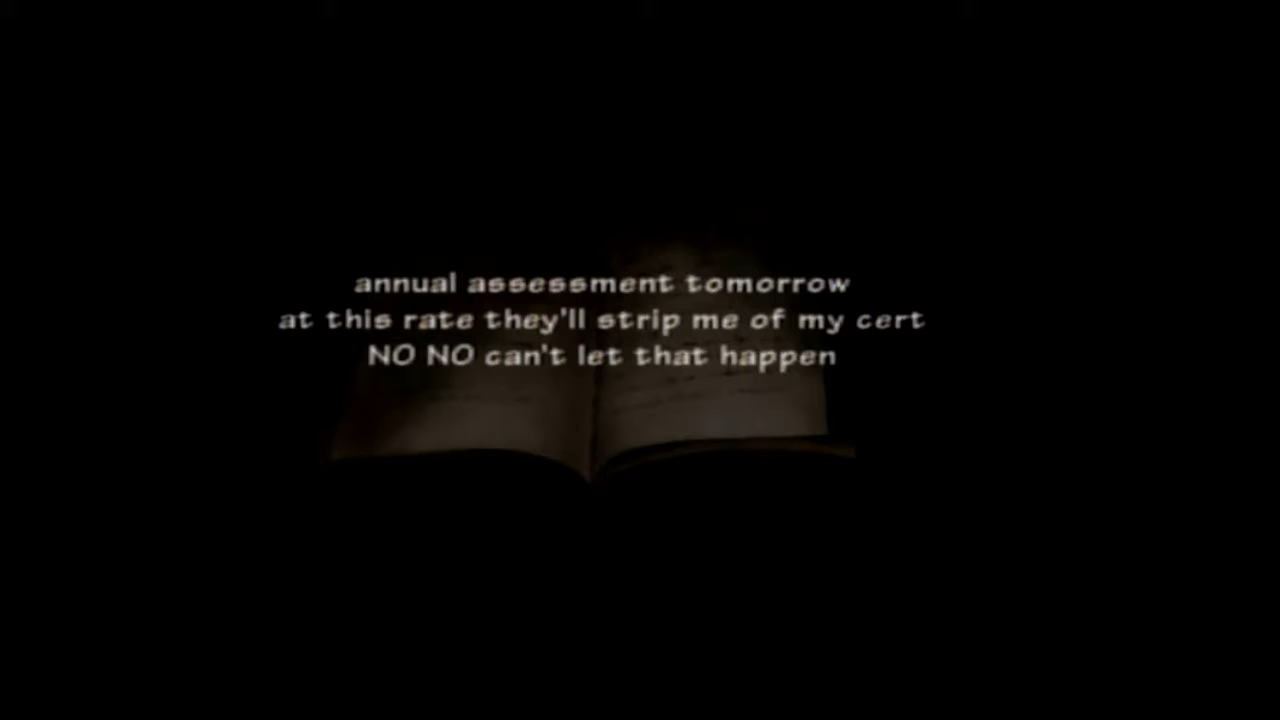 annual assessment tomorrow
at this rate they'll strip me of my cert
NO NO can't let that happen